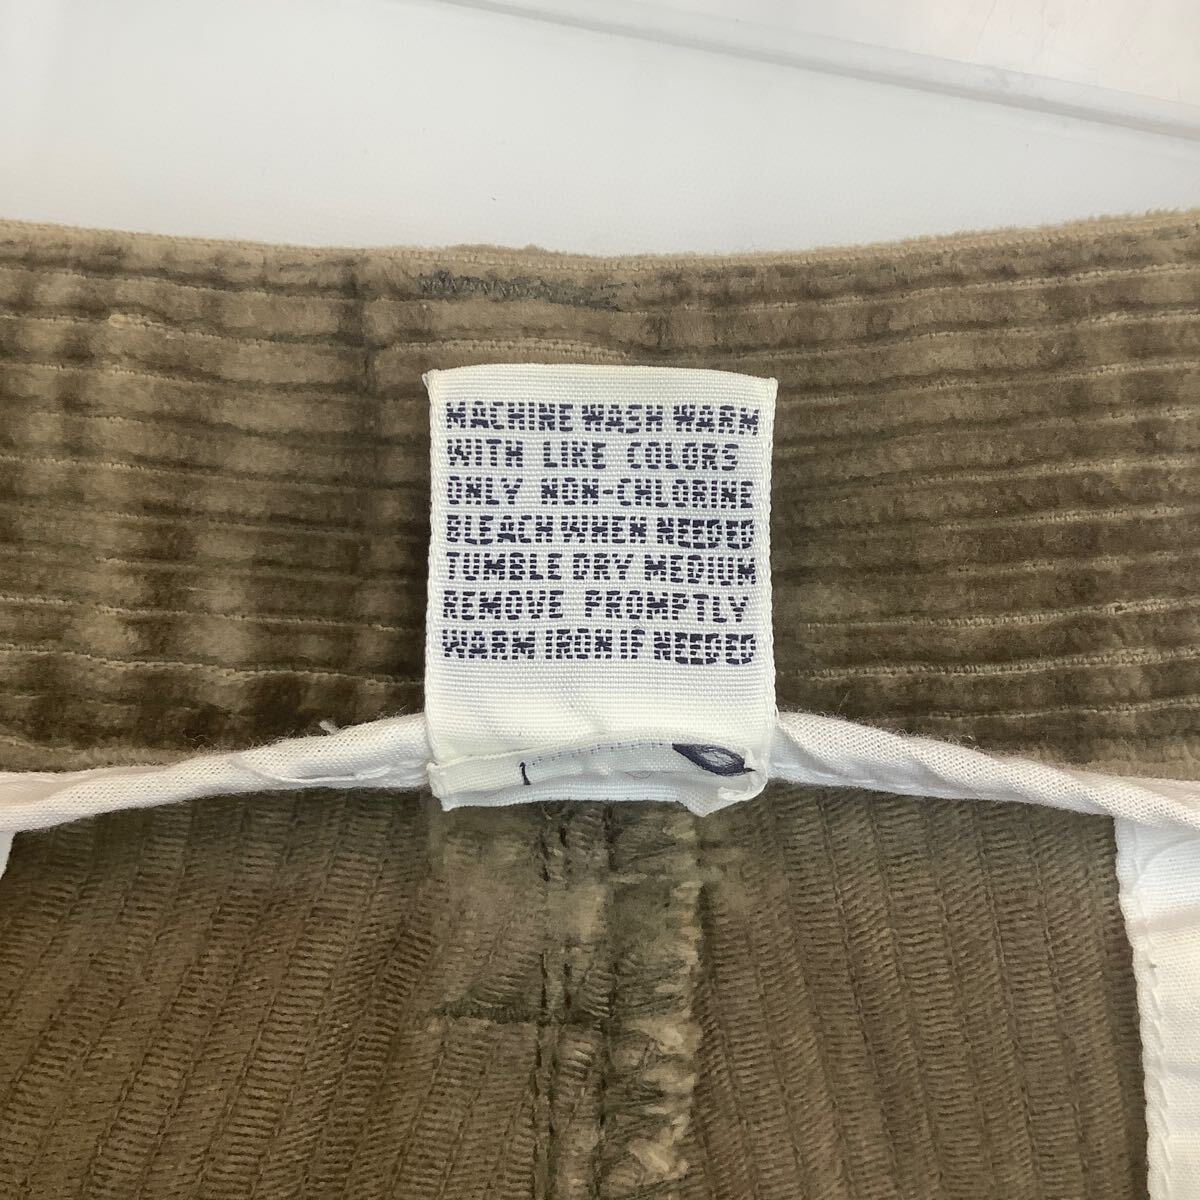 MACHINE WASH WARM
WITH LIKE COLORS
ONLY NON-CHLORINE
BLEACH WHEN NEEDED
TUMBLE DRY MEDIUM
REMOVE PROMPTLY
WARM IRON IF NEEDED